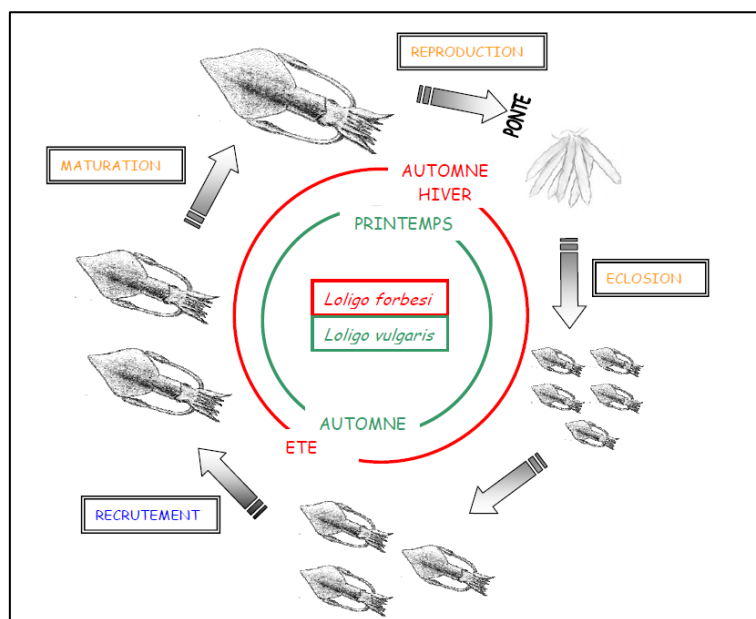 REPRODUCTION
PONTE
MATURATION
AUTOMNE
HIVER
PRINTEMPS
ECLOSION
Loligo forbesi
Loligo vulgaris
AUTOMNE
ETE
RECRUTEMENT